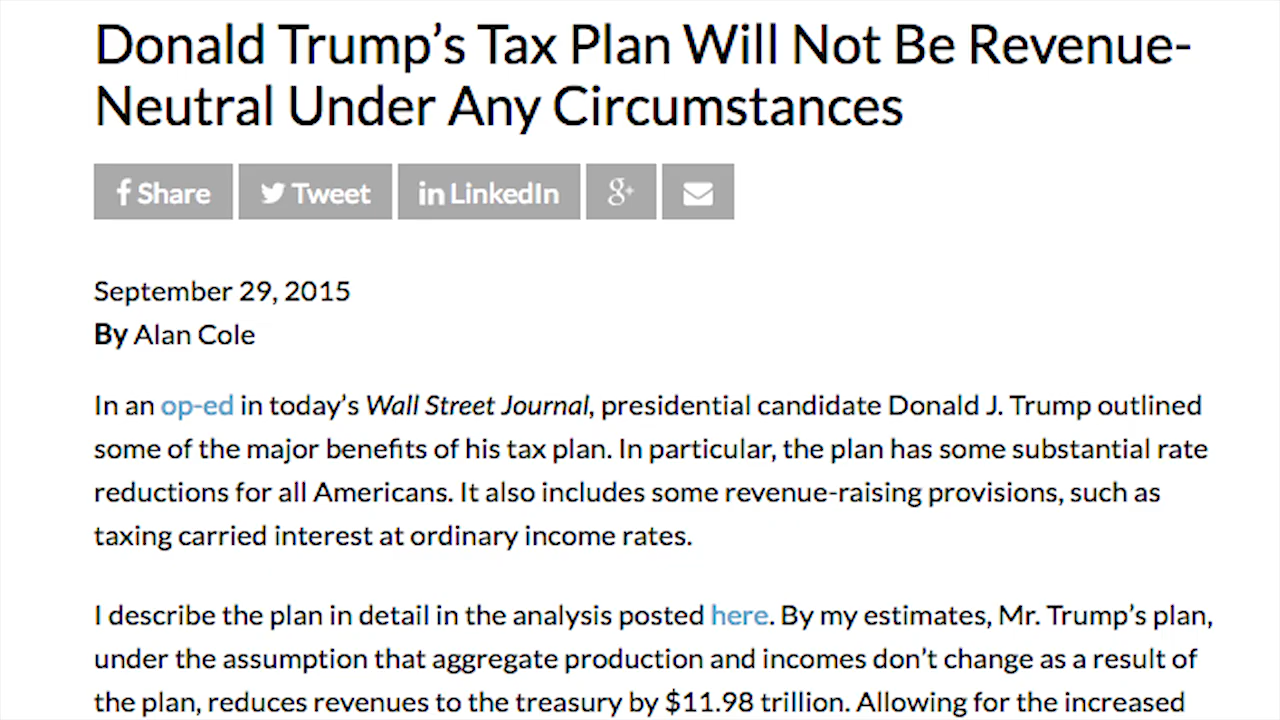 Donald Trump’s Tax Plan Will Not Be Revenue-
Neutral Under Any Circumstances
Share Tweet LinkedIn g+
September 29, 2015
By Alan Cole
In an op-ed in today’s Wall Street Journal, presidential candidate Donald J. Trump outlined
some of the major benefits of his tax plan. In particular, the plan has some substantial rate
reductions for all Americans. It also includes some revenue-raising provisions, such as
taxing carried interest at ordinary income rates.
I describe the plan in detail in the analysis posted here. By my estimates, Mr. Trump’s plan,
under the assumption that aggregate production and incomes don’t change as a result of
the plan, reduces revenues to the treasury by $11.98 trillion. Allowing for the increased